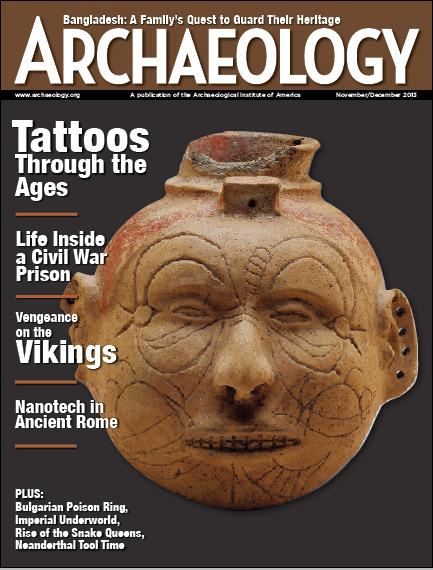 Bangladesh: A Family's Quest to Guard Their Heritage
ARCHAEOLOGY
www.archaeology.org A publication of the Archaeological Institute of America November/December 2013
Tattoos
Through the
Ages
Life Inside
a Civil War
Prison
Vengeance
on the
Vikings
Nanotech in
Ancient Rome
PLUS:
Bulgarian Poison Ring,
Imperial Underworld,
Rise of the Snake Queens,
Neanderthal Tool Time